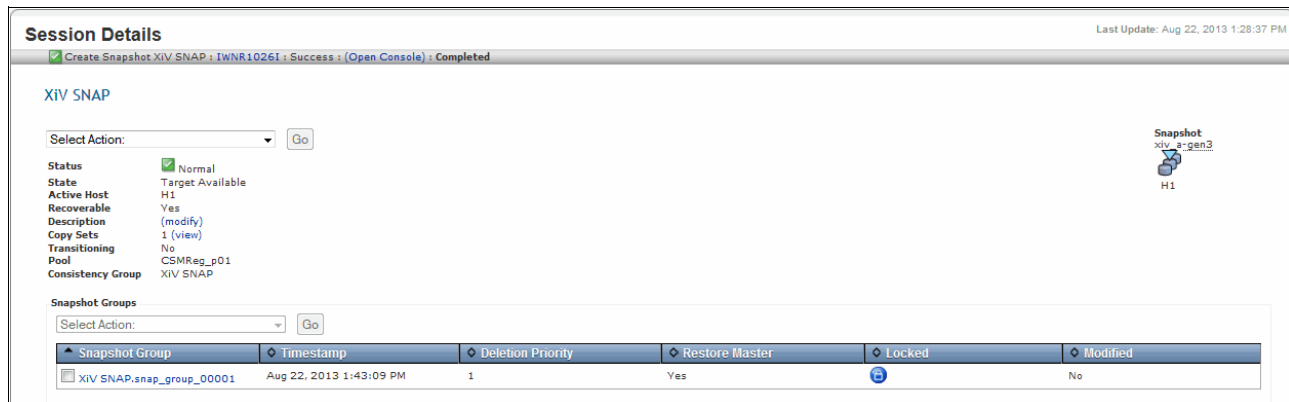 Session Details
Last Update: Aug 22, 2013 1:28:37 PM
Create Snapshot XiV SNAP : IWNR1026I : Success : (Open Console) : Completed
XiV SNAP
Select Action: Go
Snapshot
xiv_a-gen3
H1
Status Normal
State Target Available
Active Host H1
Recoverable Yes
Description (modify)
Copy Sets 1 (view)
Transitioning No
Pool CSMReg_p01
Consistency Group XiV SNAP
Snapshot Groups
Select Action: Go
Snapshot Group Timestamp Deletion Priority Restore Master Locked Modified
XiV SNAP.snap_group_00001 Aug 22, 2013 1:43:09 PM 1 Yes No